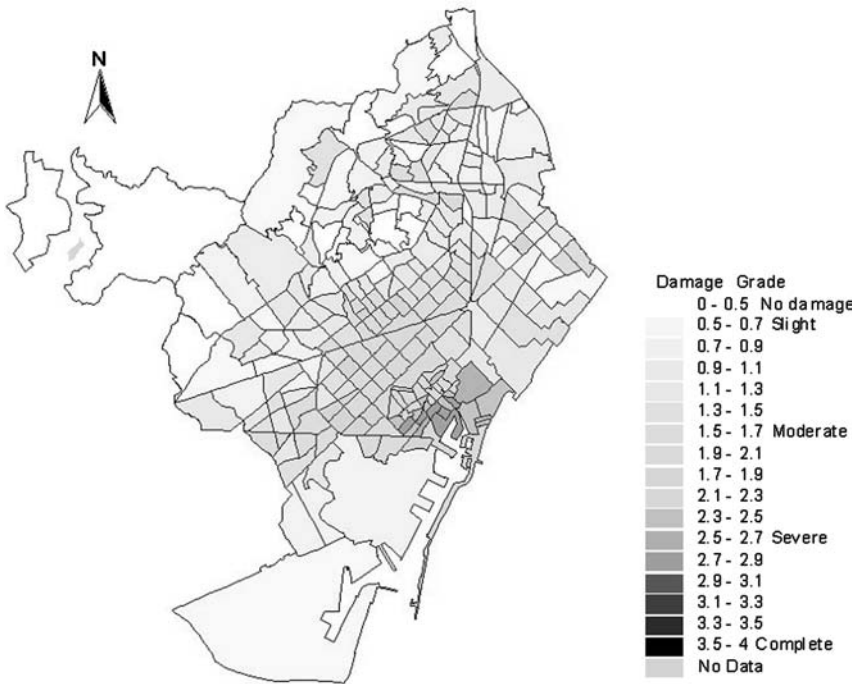 N
Damage Grade
0 - 0.5 No damage
0.5 - 0.7 Slight
0.7 - 0.9
0.9 - 1.1
1.1 - 1.3
1.3 - 1.5
1.5 - 1.7 Moderate
1.9 - 2.1
1.7 - 1.9
2.1 - 2.3
2.3 - 2.5
2.5 - 2.7 Severe
2.7 - 2.9
2.9 - 3.1
3.1 - 3.3
3.3 - 3.5
3.5 - 4 Complete
No Data